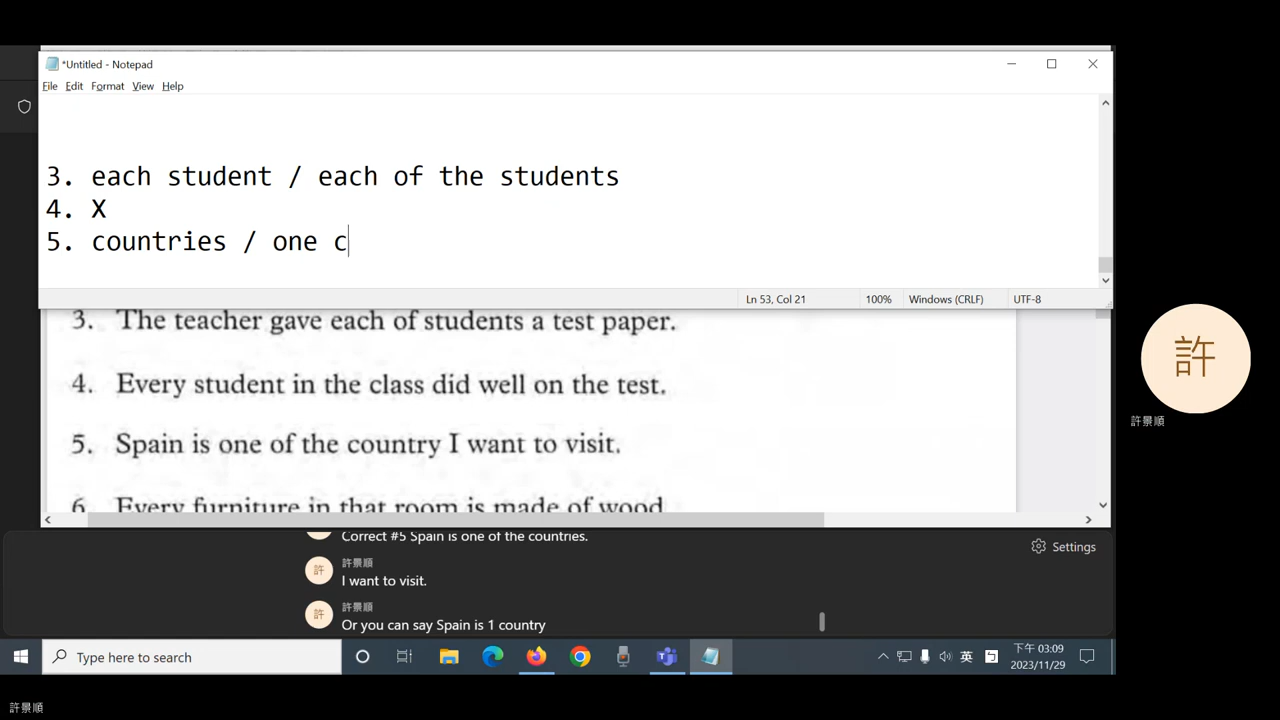 *Untitled - Notepad
File Edit Format View Help
3. each student / each of the students
4. X
5. countries / one c
Ln 53, Col 21 100% Windows (CRLF) UTF-8
3. The teacher gave each of students a test paper.
4. Every student in the class did well on the test.
5. Spain is one of the country I want to visit.
6. Every furniture in that room is made of wood
Correct #5 Spain is one of the countries.
許景順
I want to visit.
許景順
Or you can say Spain is 1 country
許
許
Settings
許
許景順
Type here to search
英
下午 03:09
2023/11/29
許景順